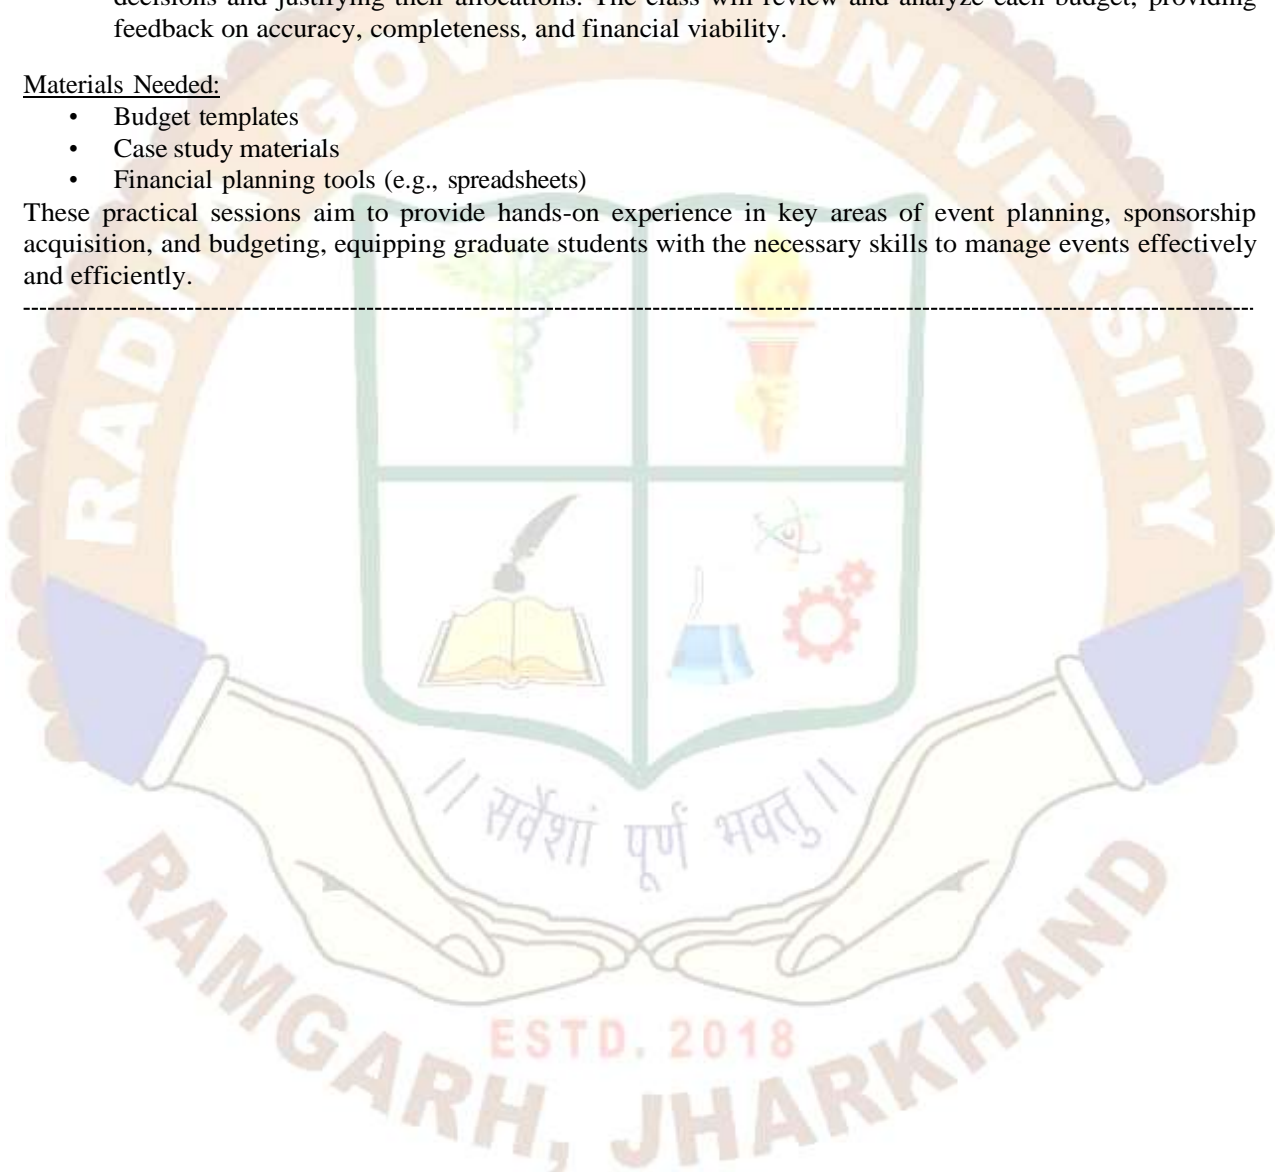 decisions and justifying their allocations. The class will review and analyze each budget, providing
feedback on accuracy, completeness, and financial viability.
Materials Needed:
• Budget templates
• Case study materials
• Financial planning tools (e.g., spreadsheets)
These practical sessions aim to provide hands-on experience in key areas of event planning, sponsorship
acquisition, and budgeting, equipping graduate students with the necessary skills to manage events effectively
and efficiently.
RADHA GOVIND UNIVERSITY
|| सर्वेशां पूर्ण भवतु ||
ESTD. 2018
RAMGARH, JHARKHAND